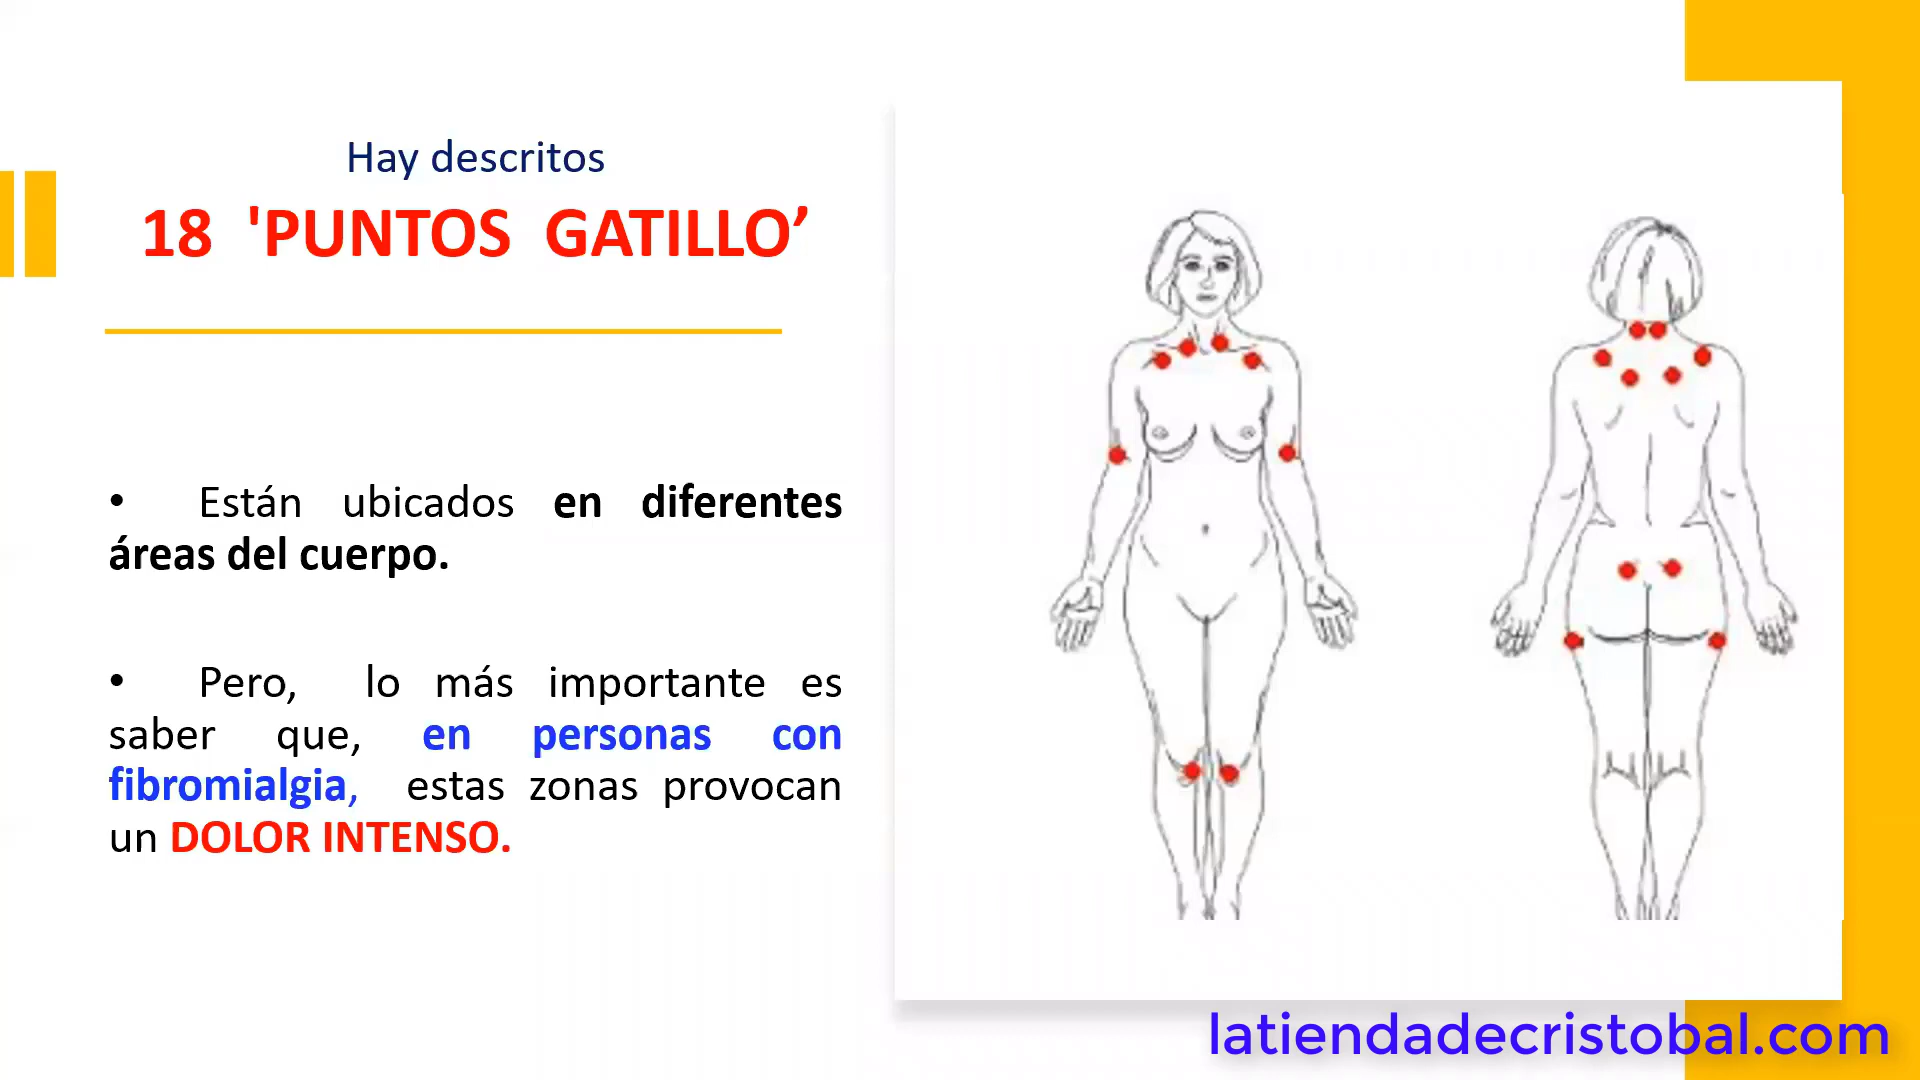 Hay descritos
18 'PUNTOS GATILLO’
• Están ubicados en diferentes
áreas del cuerpo.
• Pero, lo más importante es
saber que, en personas con
fibromialgia, estas zonas provocan
un DOLOR INTENSO.
latiendadecristobal.com